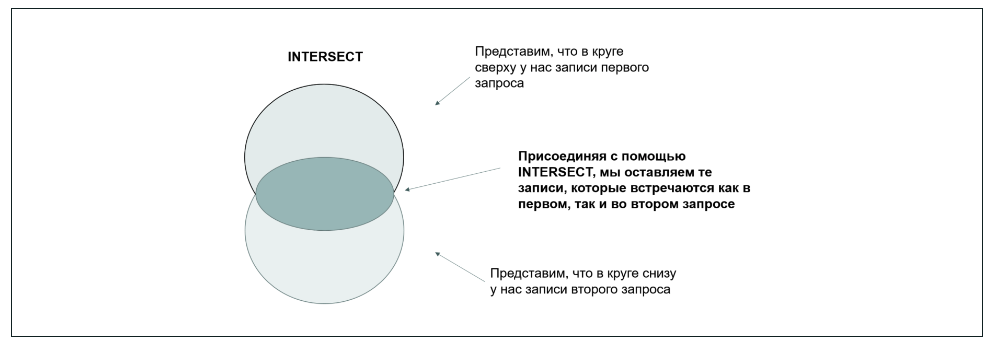 INTERSECT
Представим, что в круге
сверху у нас записи первого
запроса
Присоединяя с помощью
INTERSECT, мы оставляем те
записи, которые встречаются как в
первом, так и во втором запросе
Представим, что в круге снизу
у нас записи второго запроса